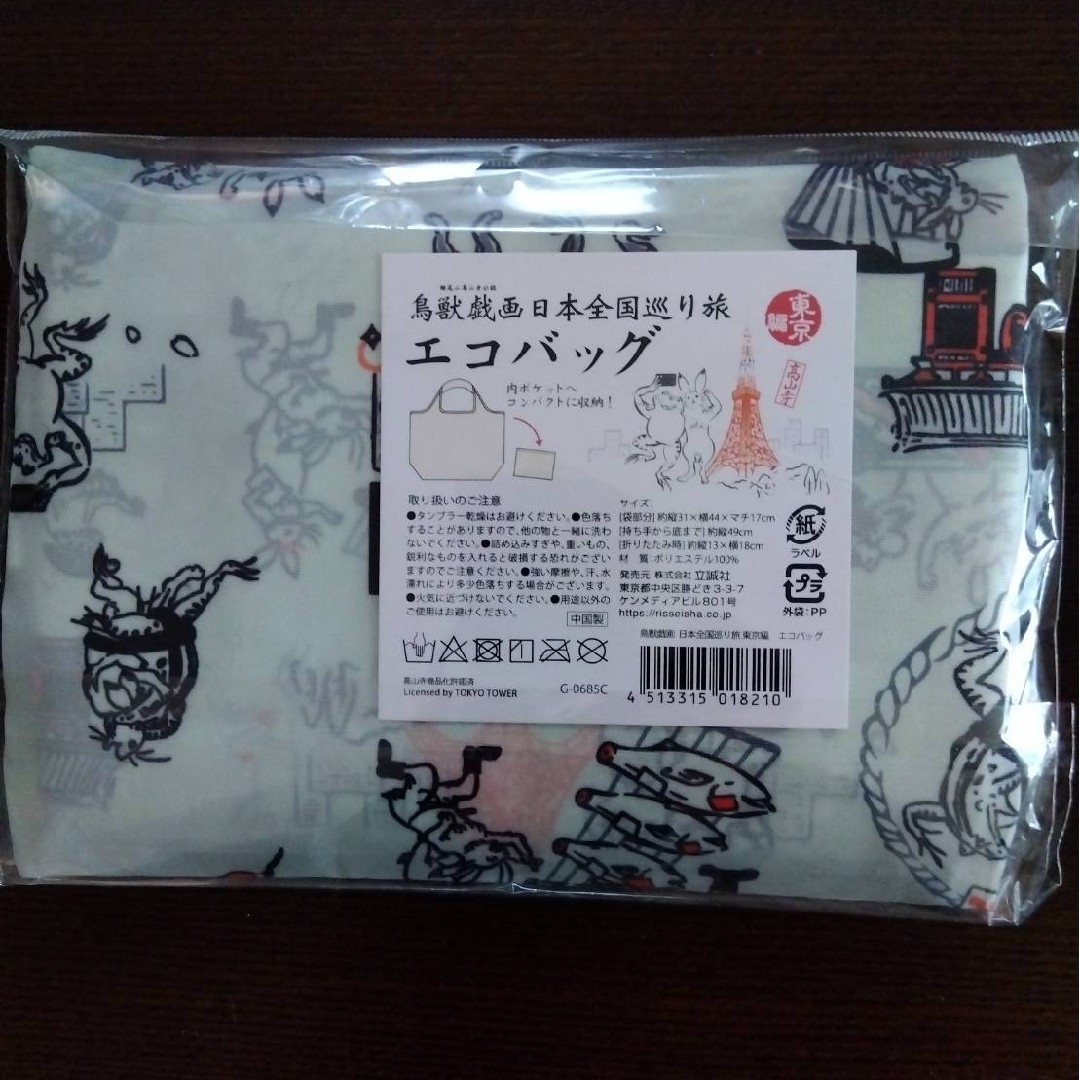 栂尾山高山寺公認
鳥獣戯画日本全国巡り旅
エコバッグ
東京
編
高山寺
内ポケットへ
コンパクトに収納！
取り扱いのご注意
●タンブラー乾燥はお避けください。●色落ち
することがありますので、他の物と一緒に洗わ
ないでください。●詰め込みすぎや、重いもの、
鋭利なものを入れると破損する恐れがござい
ますのでご注意ください。●強い摩擦や、汗、水
濡れにより多少色落ちする場合がございます。
●火気に近づけないでください。●用途以外の
ご使用はお避けください。
中国製
サイズ
[袋部分] 約縦31×横44×マチ17cm
[持ち手から底まで] 約縦49cm
[折りたたみ時] 約縦13×横18cm
材 質：ポリエステル100%
発売元 株式会社 立誠社
東京都中央区勝どき3-3-7
ケンメディアビル801号
https://risseisha.co.jp
紙
ラベル
プラ
外袋：PP
高山寺商品化許諾済
Licensed by TOKYO TOWER
G-0685C
鳥獣戯画 日本全国巡り旅 東京編 エコバッグ
4 513315 018210